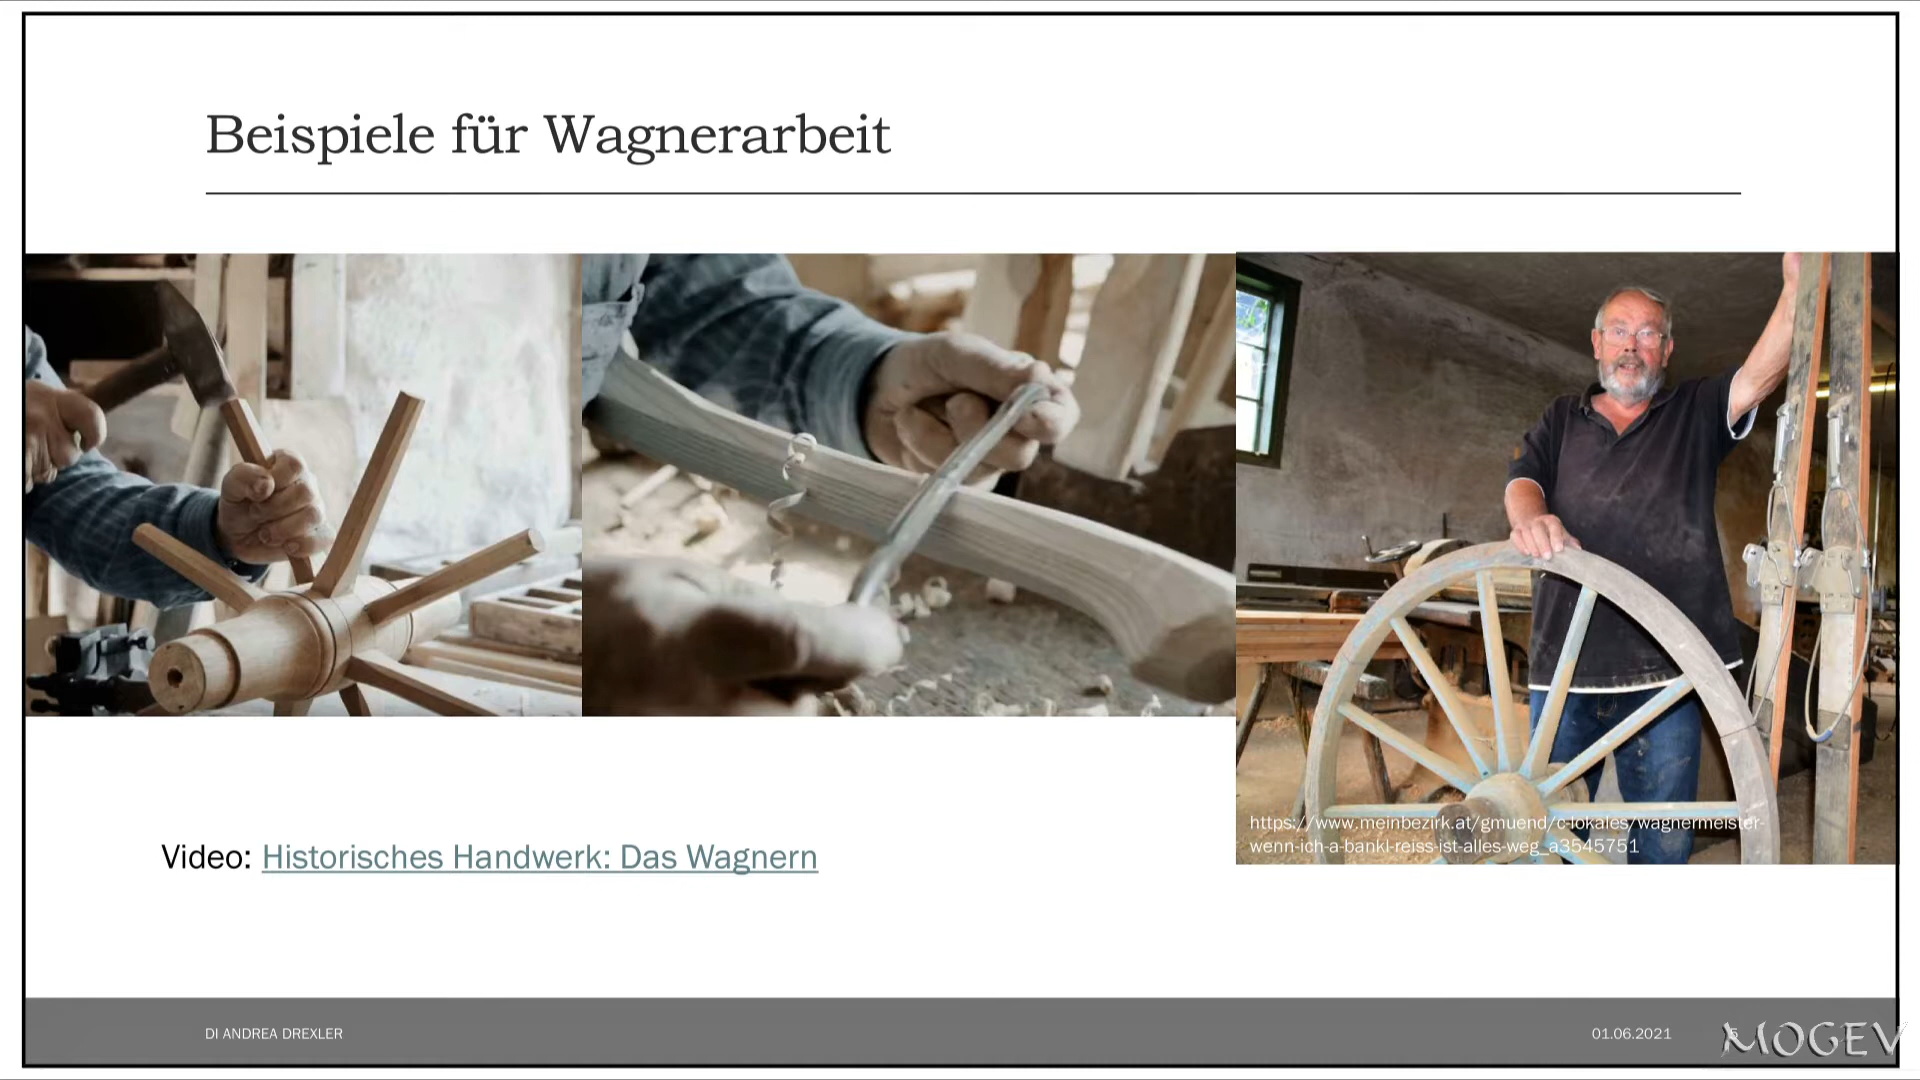 Beispiele für Wagnerarbeit
https://www.meinbezirk.at/gmuend/c-lokales/wagnermeister-
wenn-ich-a-bankl-reiss-ist-alles-weg_a3545751
Video: Historisches Handwerk: Das Wagnern
DI ANDREA DREXLER
01.06.2021
5
MOGEV